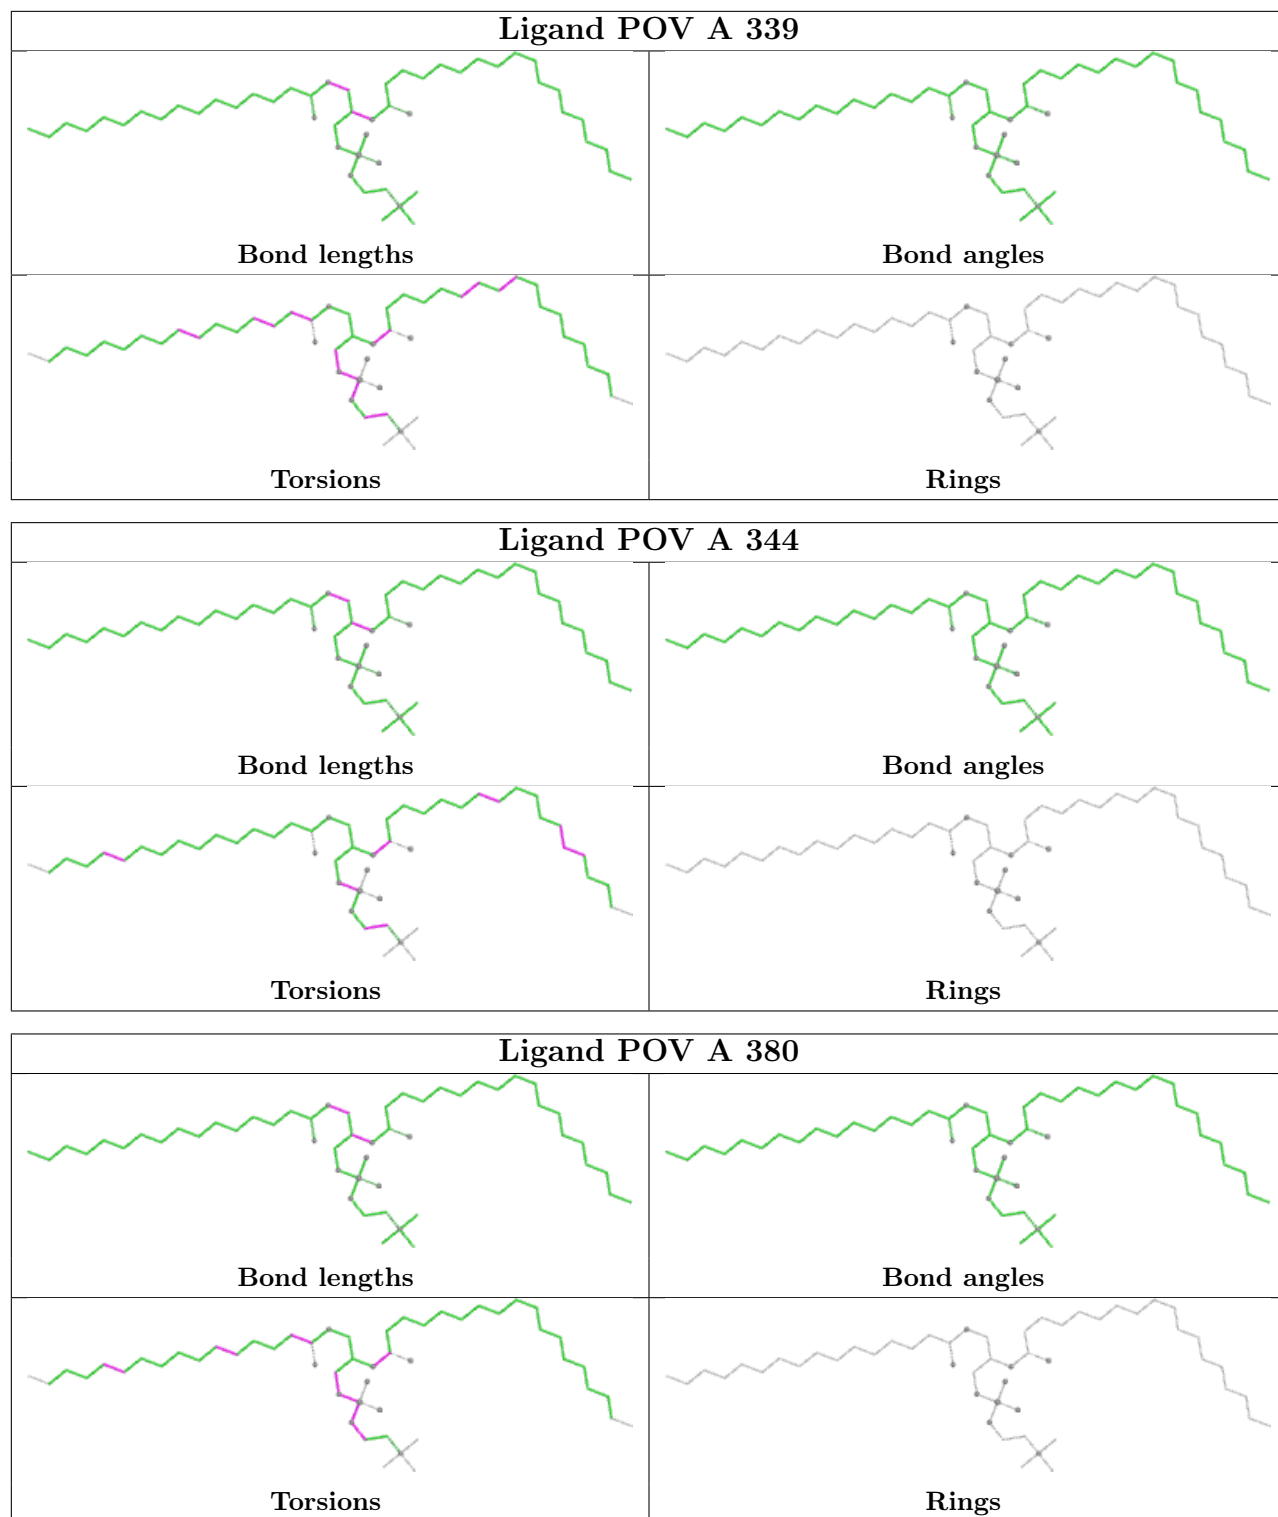 Ligand POV A 339
Bond lengths
Bond angles
Torsions
Rings
Ligand POV A 344
Bond lengths
Bond angles
Torsions
Rings
Ligand POV A 380
Bond lengths
Bond angles
Torsions
Rings